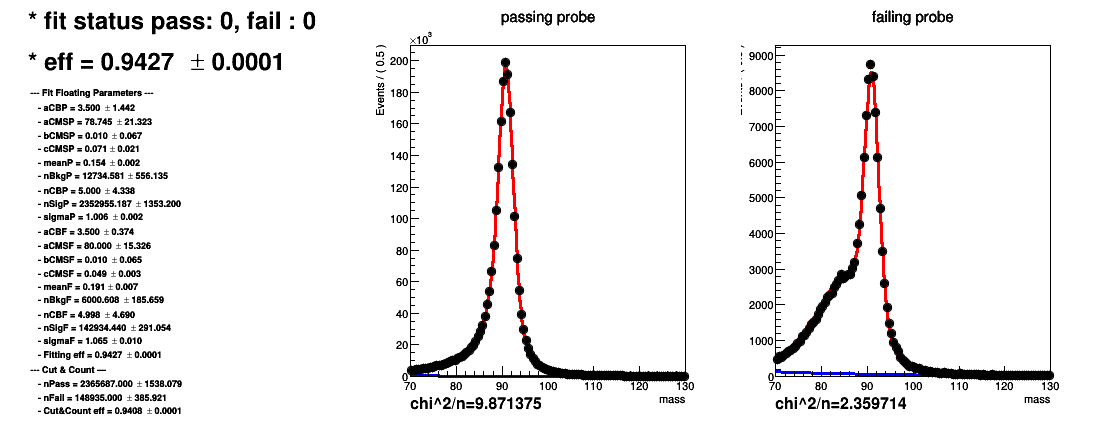 * fit status pass: 0, fail : 0
* eff = 0.9427 ± 0.0001
--- Fit Floating Parameters ---
- aCBP = 3.500 ± 1.442
- aCMSP = 78.745 ± 21.323
- bCMSP = 0.010 ± 0.067
- cCMSP = 0.071 ± 0.021
- meanP = 0.154 ± 0.002
- nBkgP = 12734.581 ± 556.135
- nCBP = 5.000 ± 4.338
- nSigP = 2352955.187 ± 1353.200
- sigmaP = 1.006 ± 0.002
- aCBF = 3.500 ± 0.374
- aCMSF = 80.000 ± 15.326
- bCMSF = 0.010 ± 0.065
- cCMSF = 0.049 ± 0.003
- meanF = 0.191 ± 0.007
- nBkgF = 6000.608 ± 185.659
- nCBF = 4.998 ± 4.690
- nSigF = 142934.440 ± 291.054
- sigmaF = 1.065 ± 0.010
- Fitting eff = 0.9427 ± 0.0001
--- Cut & Count ---
- nPass = 2365687.000 ± 1538.079
- nFail = 148935.000 ± 385.921
- Cut&Count eff = 0.9408 ± 0.0001
passing probe
×10³
Events / ( 0.5 )
200
180
160
140
120
100
80
60
40
20
0
70 80 90 100 110 120 130
mass
chi^2/n=9.871375
failing probe
9000
8000
7000
6000
5000
4000
3000
2000
1000
0
70 80 90 100 110 120 130
mass
chi^2/n=2.359714